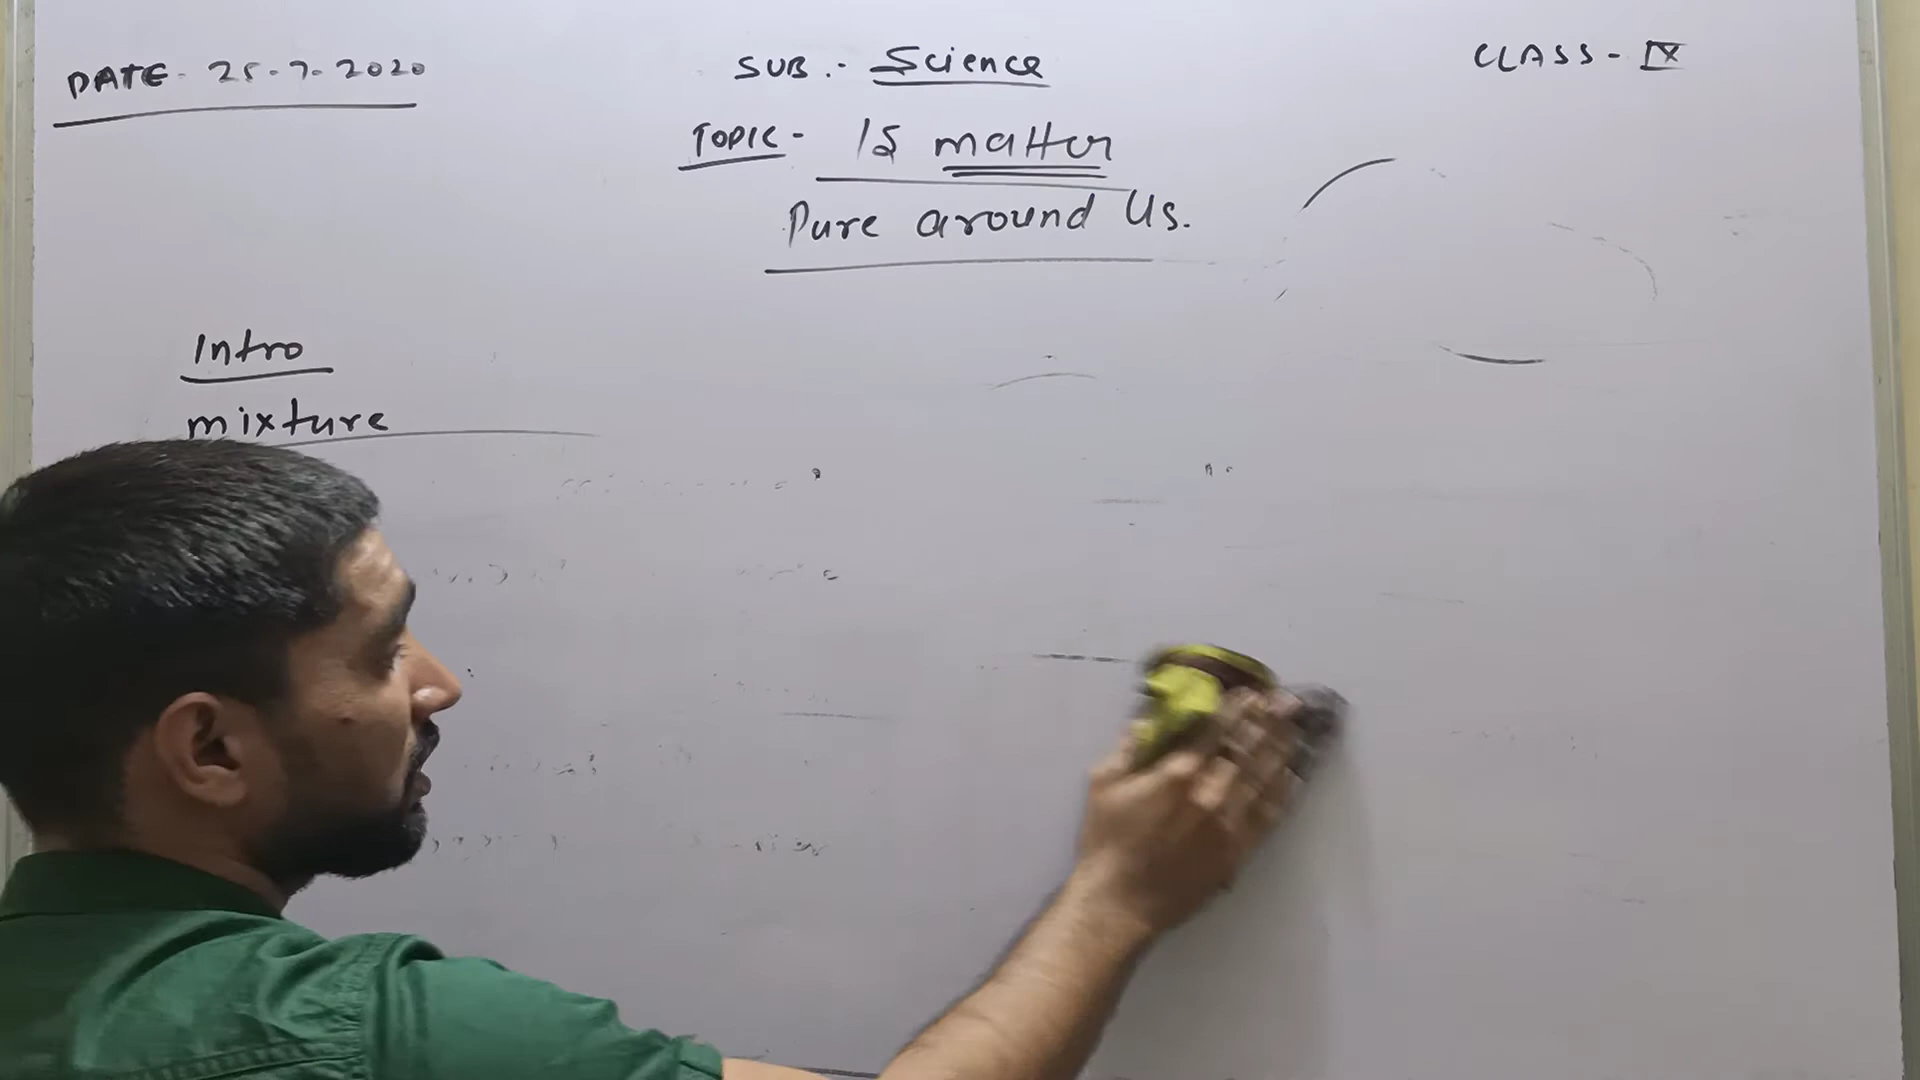 DATE - 25-7-2020
SUB :- Science
CLASS - IX
TOPIC - Is matter
Pure around Us.
Intro
mixture